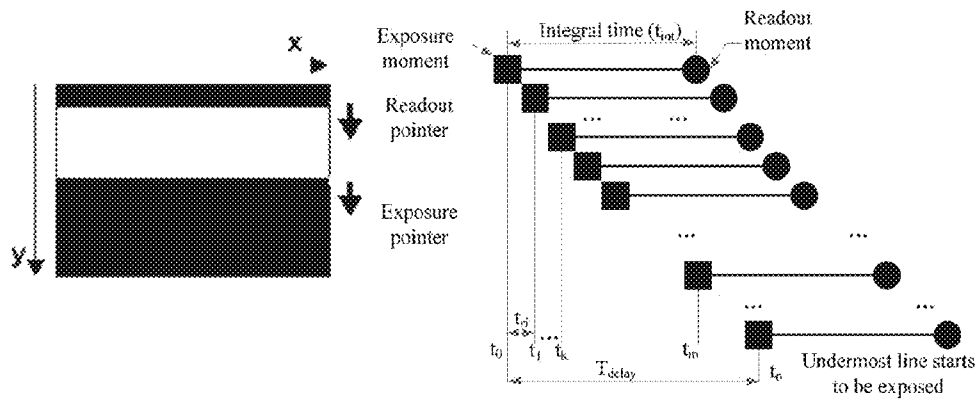 x
y
Readout
pointer
Exposure
pointer
Exposure
moment
Integral time (t_int)
Readout
moment
...
...
...
...
...
...
t_d
t_0
t_1
...
t_k
t_m
t_n
T_delay
Undermost line starts
to be exposed